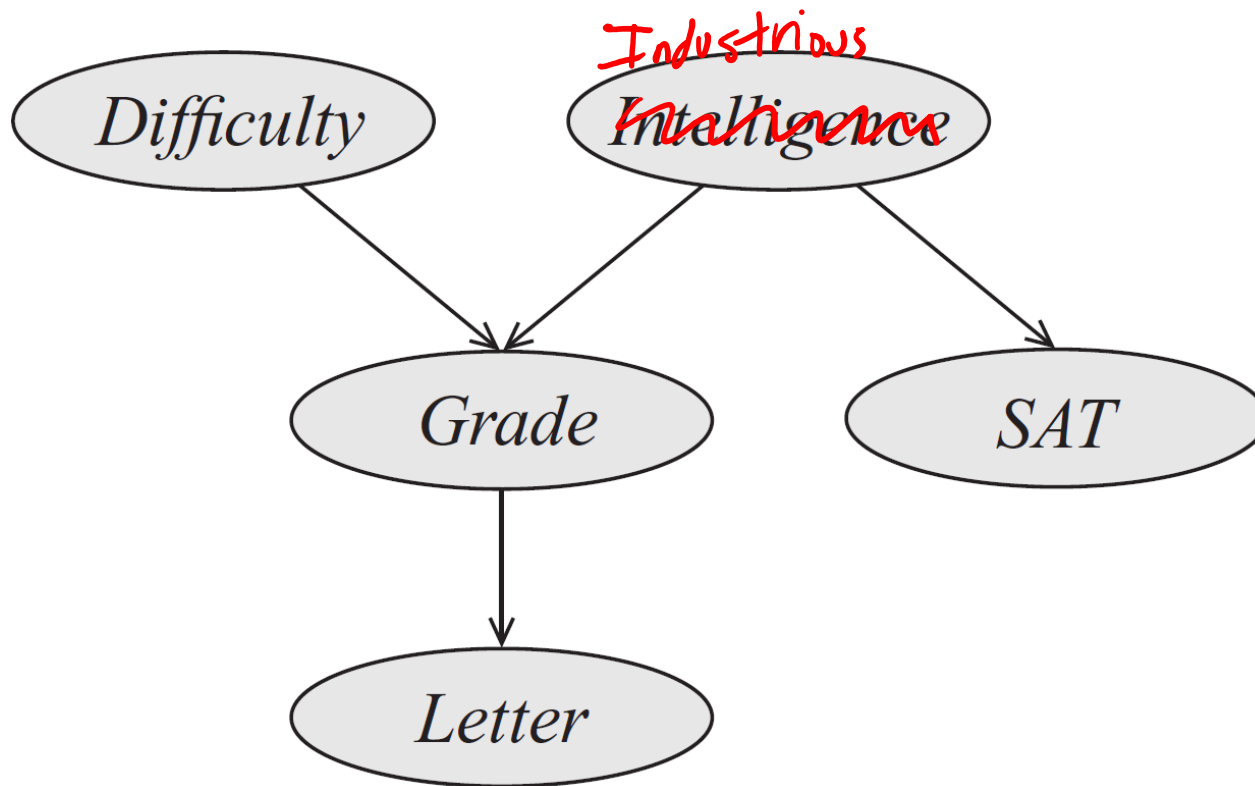 Industrious
Difficulty
Intelligence
Grade
SAT
Letter